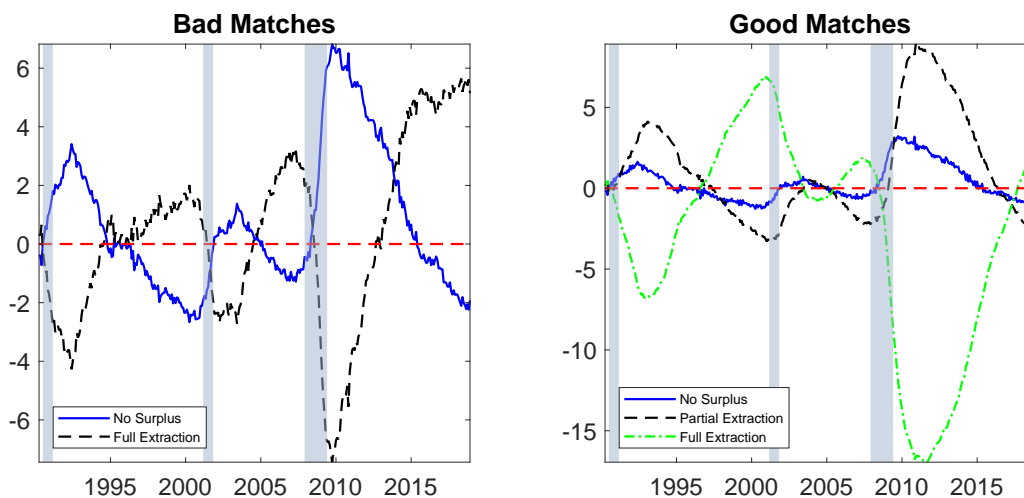 Bad Matches
6
4
2
0
-2
-4
-6
No Surplus
Full Extraction
1995 2000 2005 2010 2015
Good Matches
5
0
-5
-10
-15
No Surplus
Partial Extraction
Full Extraction
1995 2000 2005 2010 2015